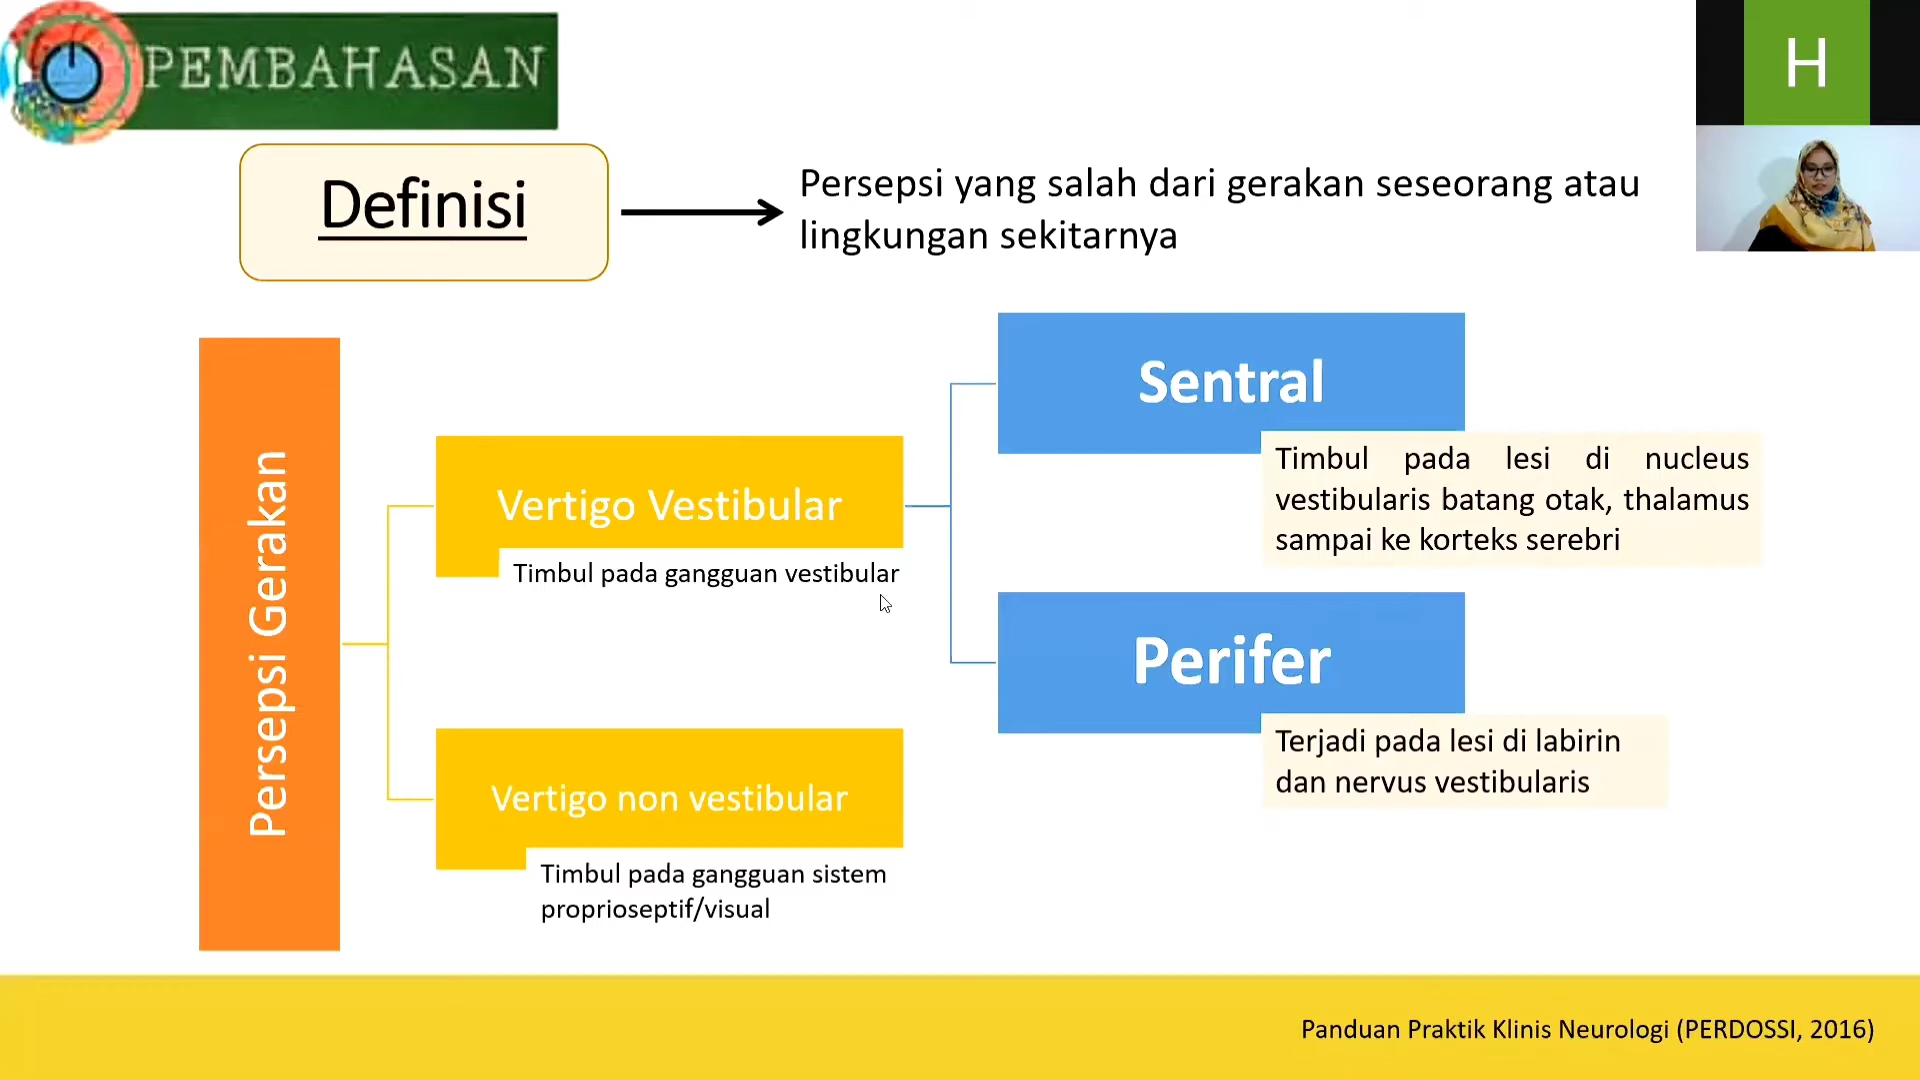 PEMBAHASAN
H
Definisi
Persepsi yang salah dari gerakan seseorang atau
lingkungan sekitarnya
Persepsi Gerakan
Vertigo Vestibular
Timbul pada gangguan vestibular
Vertigo non vestibular
Timbul pada gangguan sistem
proprioseptif/visual
Sentral
Timbul pada lesi di nucleus
vestibularis batang otak, thalamus
sampai ke korteks serebri
Perifer
Terjadi pada lesi di labirin
dan nervus vestibularis
Panduan Praktik Klinis Neurologi (PERDOSSI, 2016)